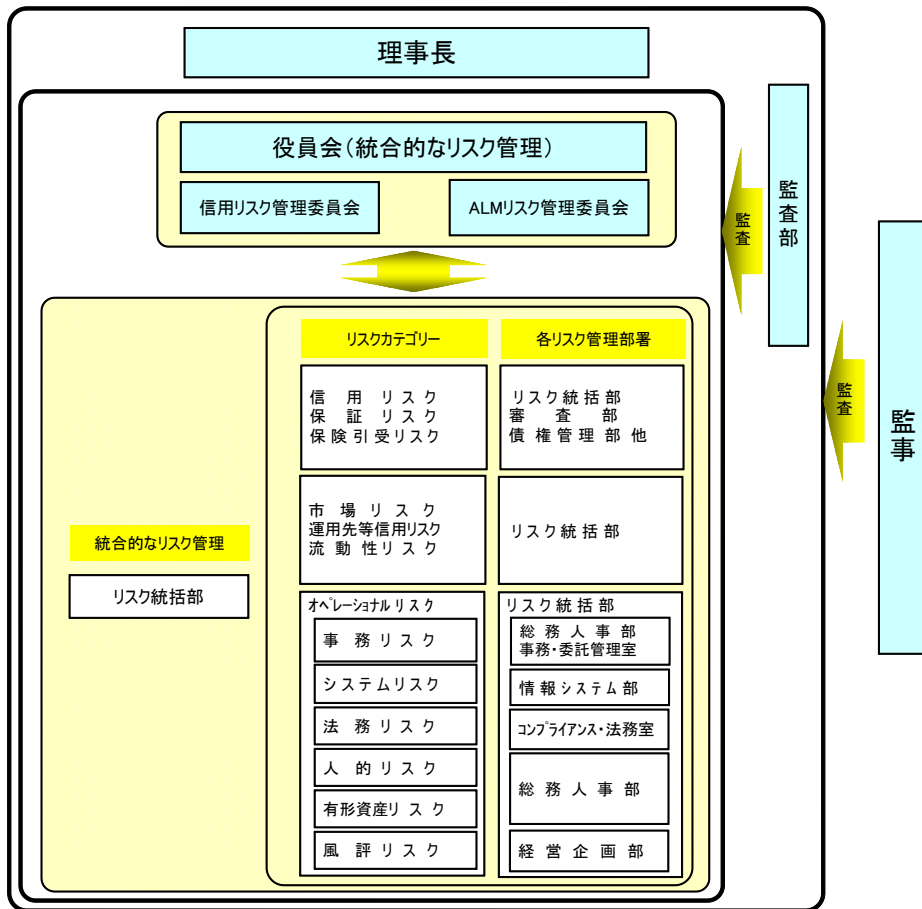 理事長
役員会(統合的なリスク管理)
信用リスク管理委員会
ALMリスク管理委員会
監査
監査部
監査
監事
統合的なリスク管理
リスク統括部
リスクカテゴリー
各リスク管理部署
信用リスク
保証リスク
保険引受リスク
リスク統括部
審査部
債権管理部他
市場リスク
運用先等信用リスク
流動性リスク
リスク統括部
オペレーショナルリスク
リスク統括部
事務リスク
総務人事部
事務・委託管理室
システムリスク
情報システム部
法務リスク
コンプライアンス・法務室
人的リスク
有形資産リスク
総務人事部
風評リスク
経営企画部